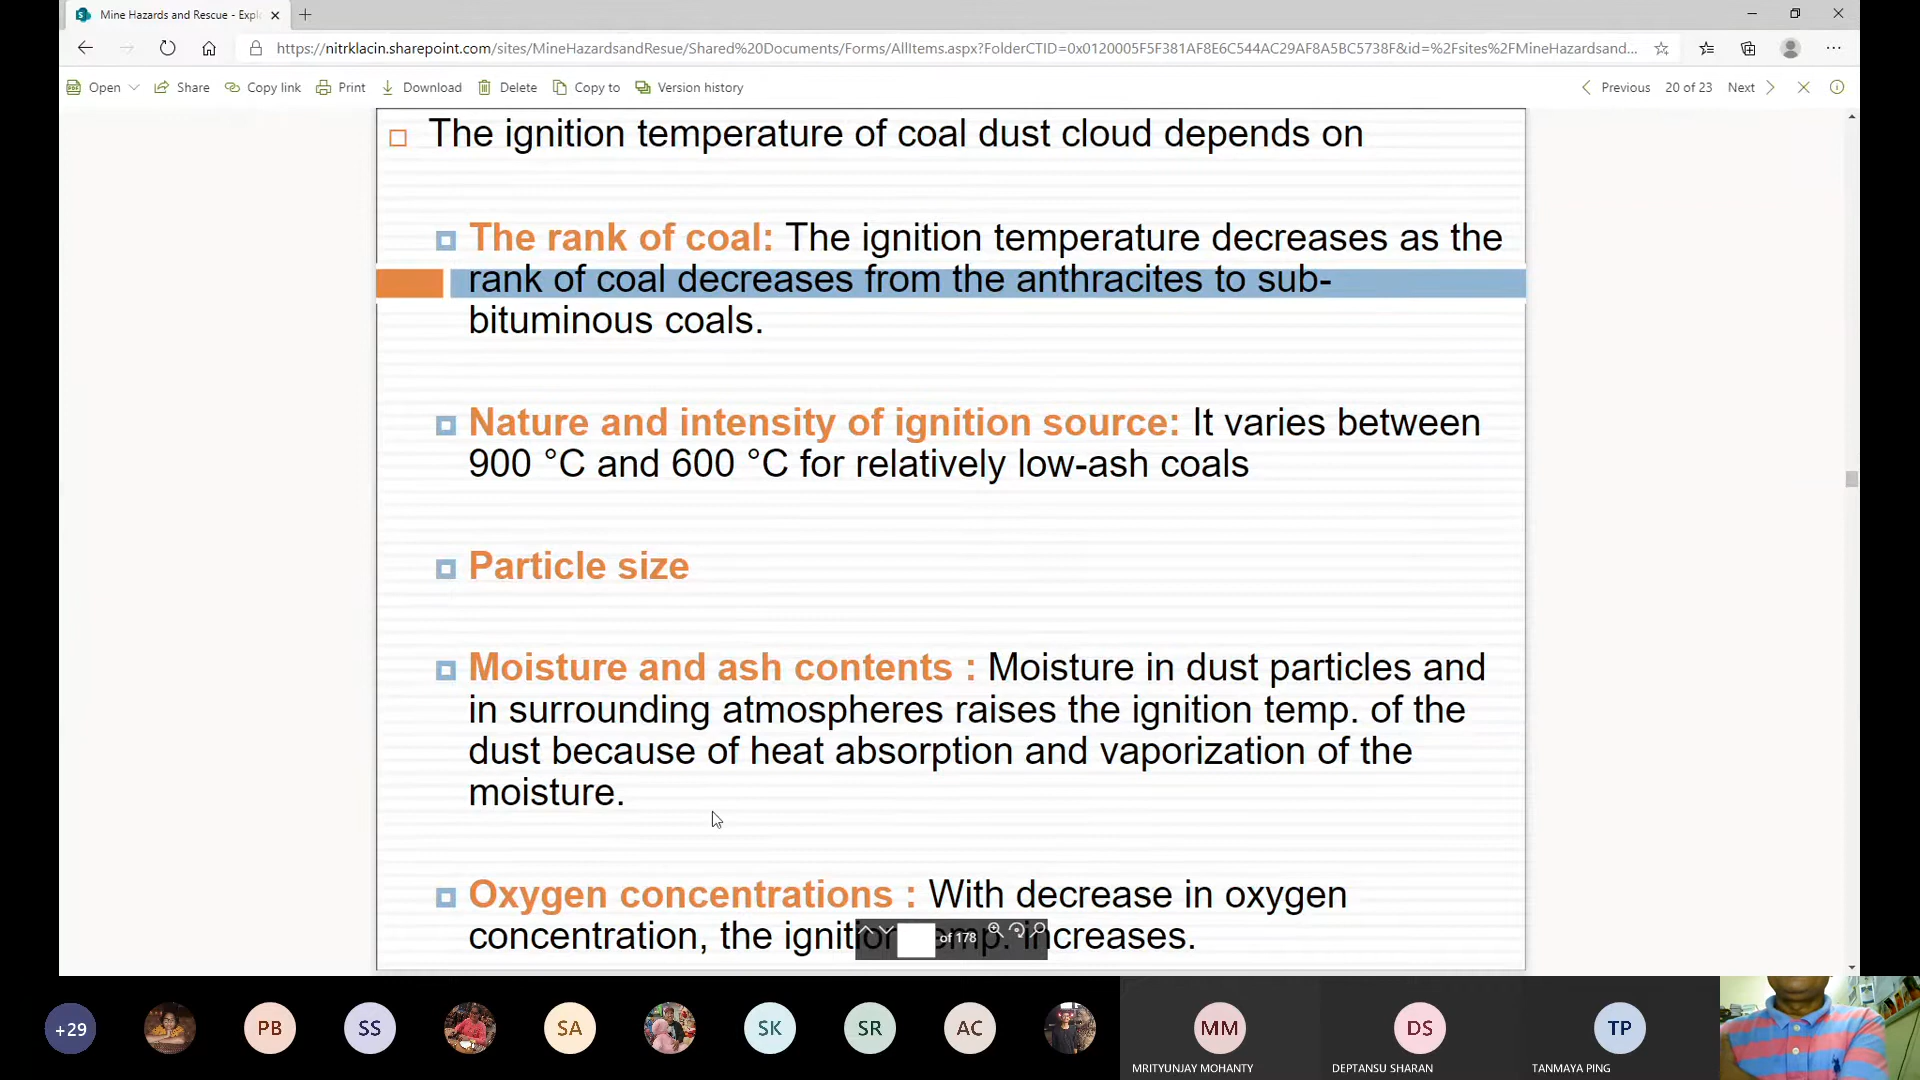 Mine Hazards and Rescue - Expl
https://nitrklacin.sharepoint.com/sites/MineHazardsandResue/Shared%20Documents/Forms/AllItems.aspx?FolderCTID=0x0120005F5F381AF8E6C544AC29AF8A5BC5738F&id=%2Fsites%2FMineHazardsand...
Open Share Copy link Print Download Delete Copy to Version history Previous 20 of 23 Next
The ignition temperature of coal dust cloud depends on
The rank of coal: The ignition temperature decreases as the
rank of coal decreases from the anthracites to sub-
bituminous coals.
Nature and intensity of ignition source: It varies between
900 °C and 600 °C for relatively low-ash coals
Particle size
Moisture and ash contents : Moisture in dust particles and
in surrounding atmospheres raises the ignition temp. of the
dust because of heat absorption and vaporization of the
moisture.
Oxygen concentrations : With decrease in oxygen
concentration, the ignition temp. increases.
of 178
+29 PB SS SA SK SR AC MM DS TP
MRITYUNJAY MOHANTY DEPTANSU SHARAN TANMAYA PING